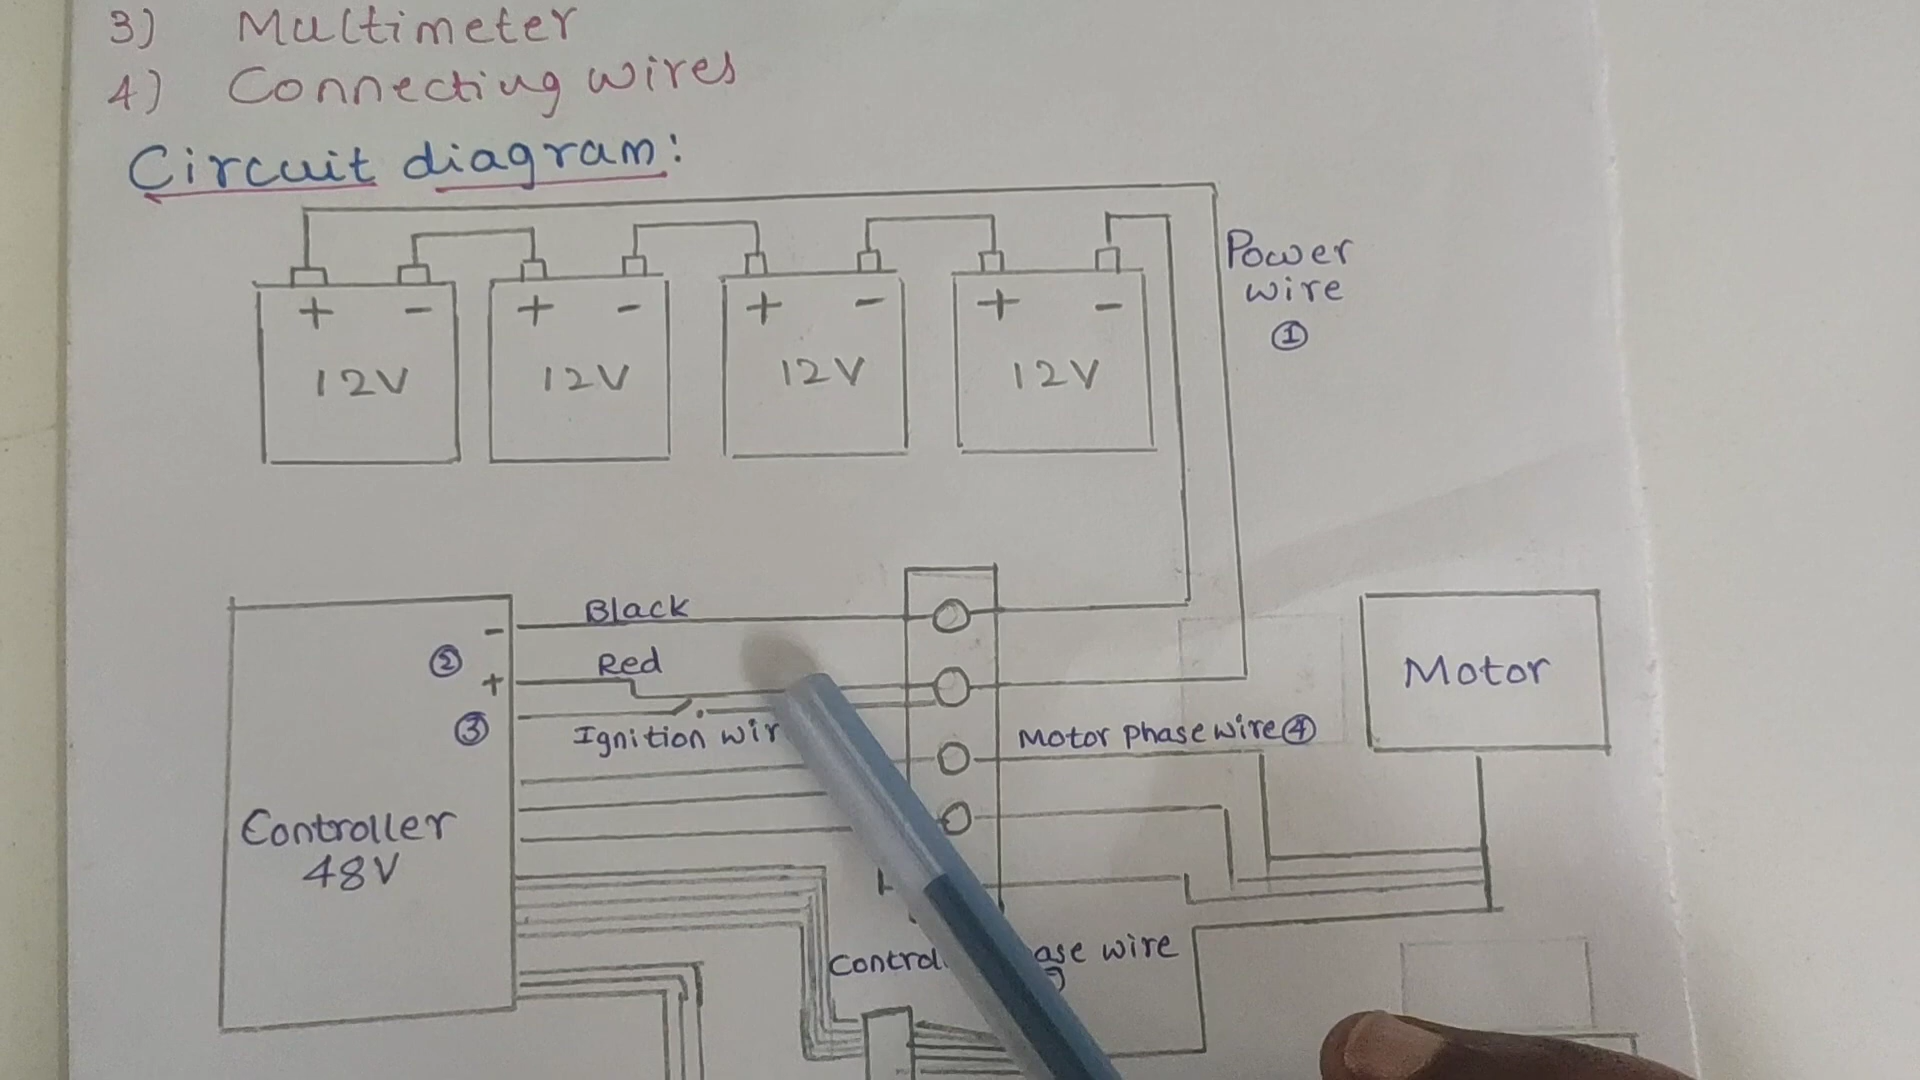 3) Multimeter
4) Connecting wires
Circuit diagram:
Power
wire
①
+ - + - + - + -
12V 12V 12V 12V
- Black
② Red
+
③ Ignition
Motor phase wire ④
Motor
Controller
48V
wire